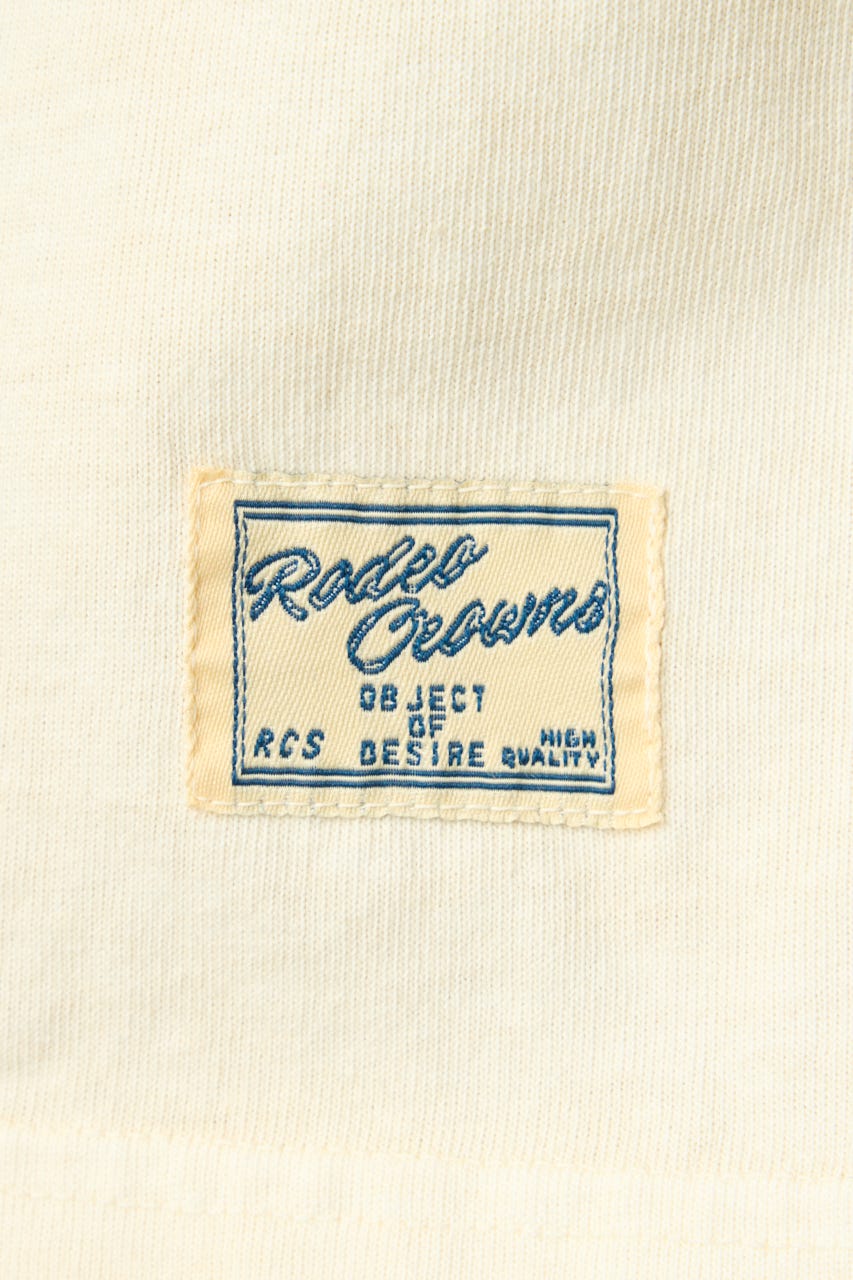 Rodeo
Crowns
OBJECT
OF
RCS DESIRE HIGH
QUALITY